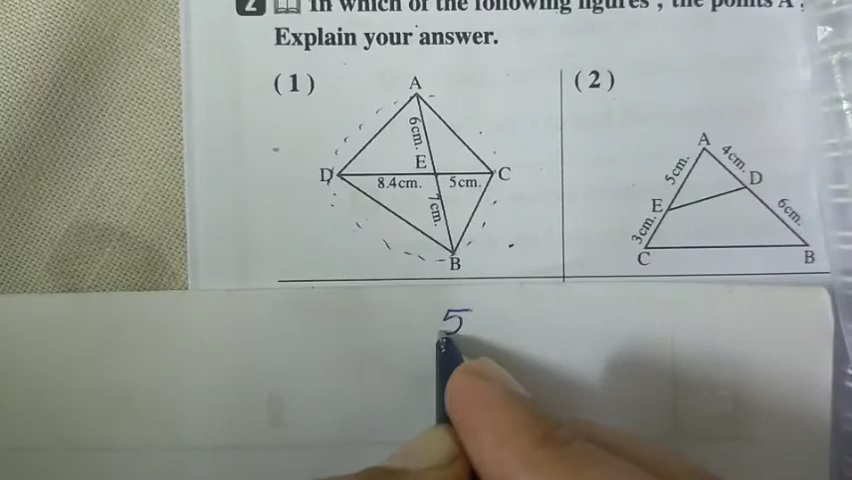 2 In which of the following figures , the points A ,
Explain your answer.
(1)
(2)
A
6cm.
D
E
C
8.4cm.
5cm.
7cm.
B
A
5cm.
4cm.
D
E
6cm.
3cm.
C
B
5